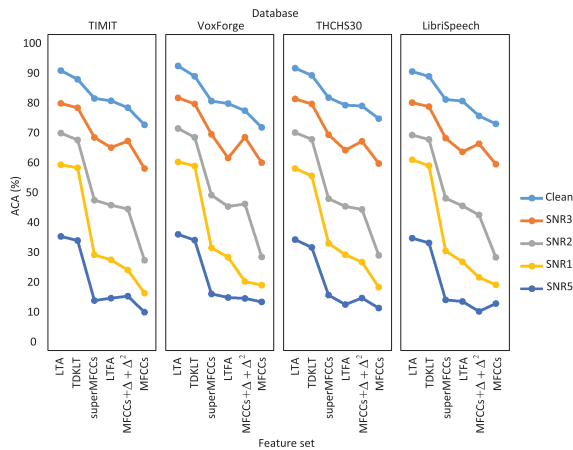 Database
TIMIT VoxForge THCHS30 LibriSpeech
100
90
80
70
60
50
40
30
20
10
0
ACA (%)
LTA
TDKLT
superMFCCs
LTFA
MFCCs+Δ + Δ²
MFCCs
LTA
TDKLT
superMFCCs
LTFA
MFCCs+Δ + Δ²
MFCCs
LTA
TDKLT
superMFCCs
LTFA
MFCCs+Δ + Δ²
MFCCs
LTA
TDKLT
superMFCCs
LTFA
MFCCs+Δ + Δ²
MFCCs
Feature set
Clean
SNR3
SNR2
SNR1
SNR5